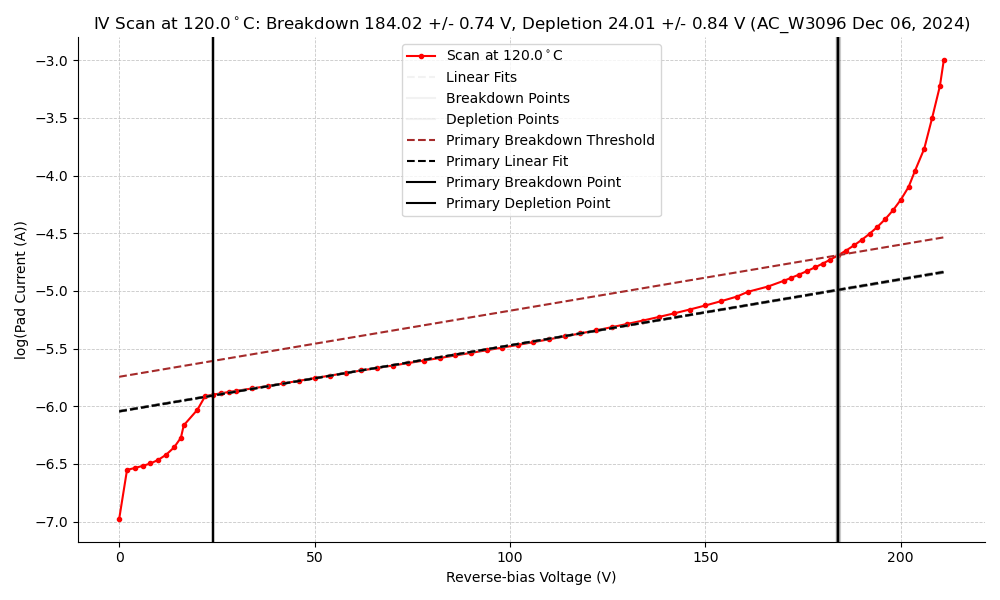 IV Scan at 120.0°C: Breakdown 184.02 +/- 0.74 V, Depletion 24.01 +/- 0.84 V (AC_W3096 Dec 06, 2024)
Scan at 120.0°C
Linear Fits
Breakdown Points
Depletion Points
Primary Breakdown Threshold
Primary Linear Fit
Primary Breakdown Point
Primary Depletion Point
log(Pad Current (A))
−3.0
−3.5
−4.0
−4.5
−5.0
−5.5
−6.0
−6.5
−7.0
0 50 100 150 200
Reverse-bias Voltage (V)